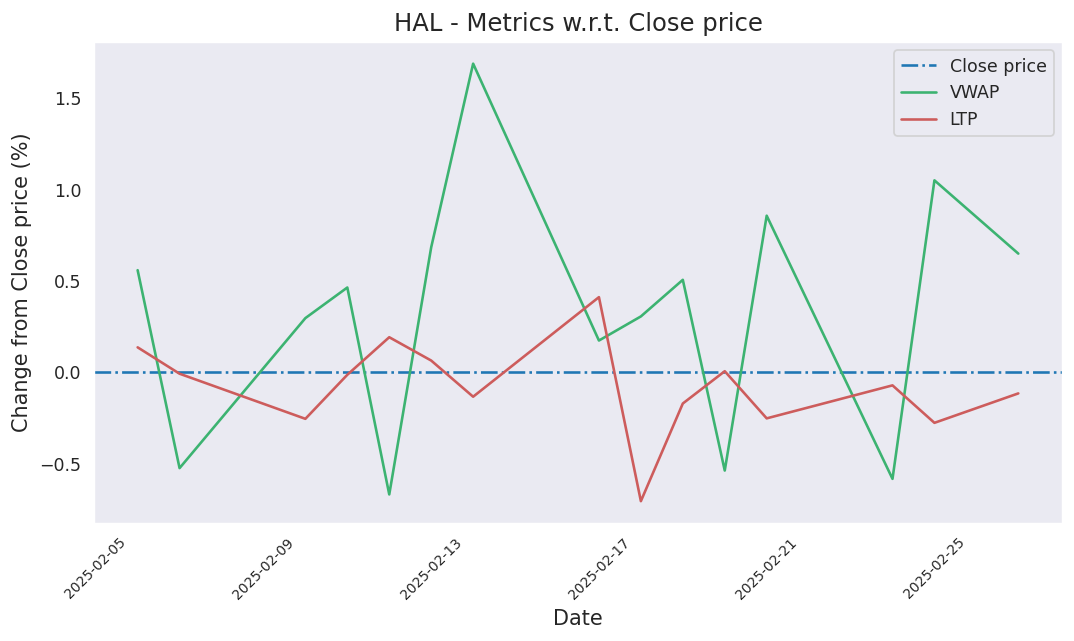 HAL - Metrics w.r.t. Close price
Close price
VWAP
LTP
Change from Close price (%)
1.5
1.0
0.5
0.0
−0.5
2025-02-05
2025-02-09
2025-02-13
2025-02-17
2025-02-21
2025-02-25
Date